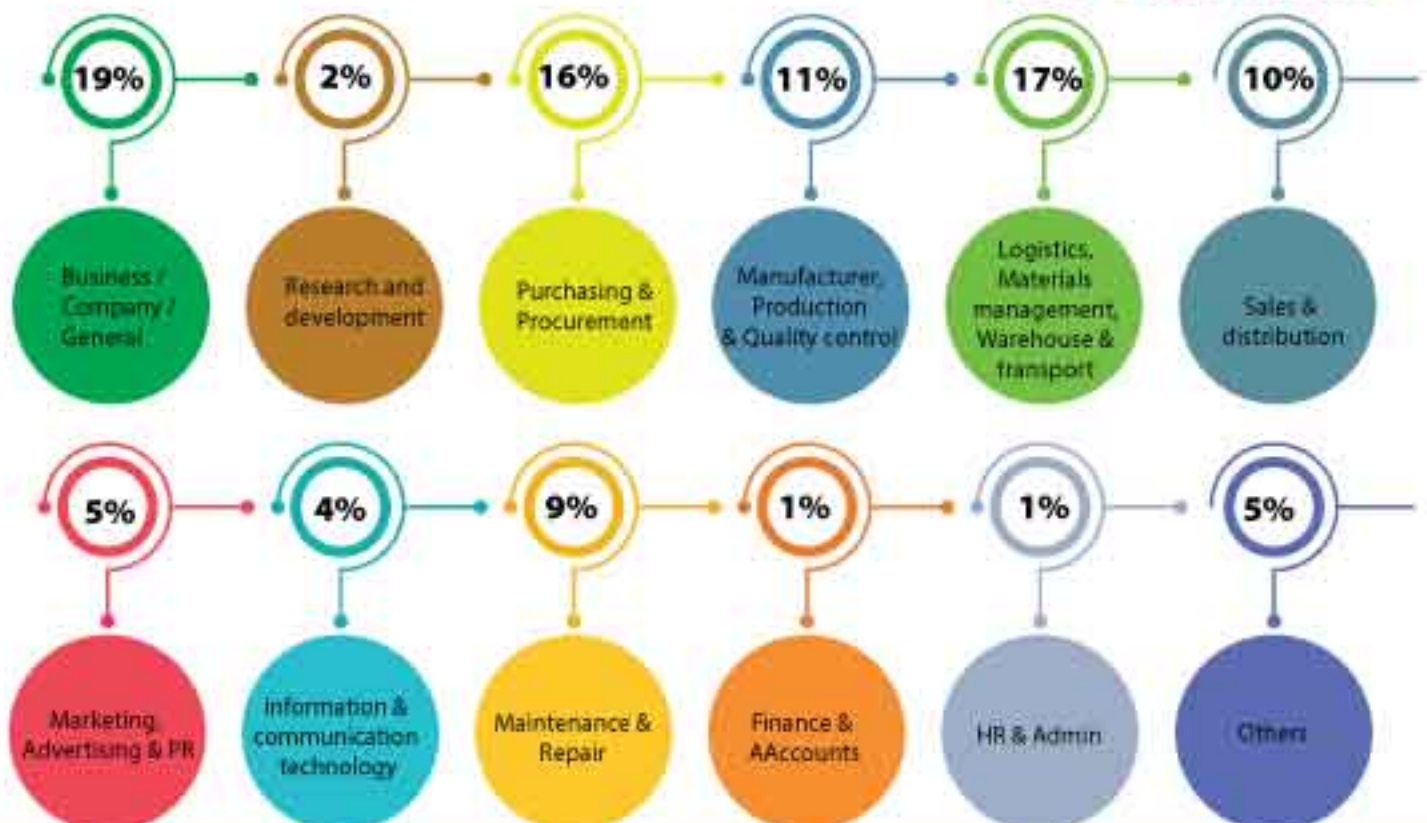 19%
2%
16%
11%
17%
10%
Business /
Company /
General
Research and
development
Purchasing &
Procurement
Manufacturer,
Production
& Quality control
Logistics,
Materials
management,
Warehouse &
transport
Sales &
distribution
5%
4%
9%
1%
1%
5%
Marketing,
Advertising & PR
Information &
communication
technology
Maintenance &
Repair
Finance &
AAccounts
HR & Admin
Others